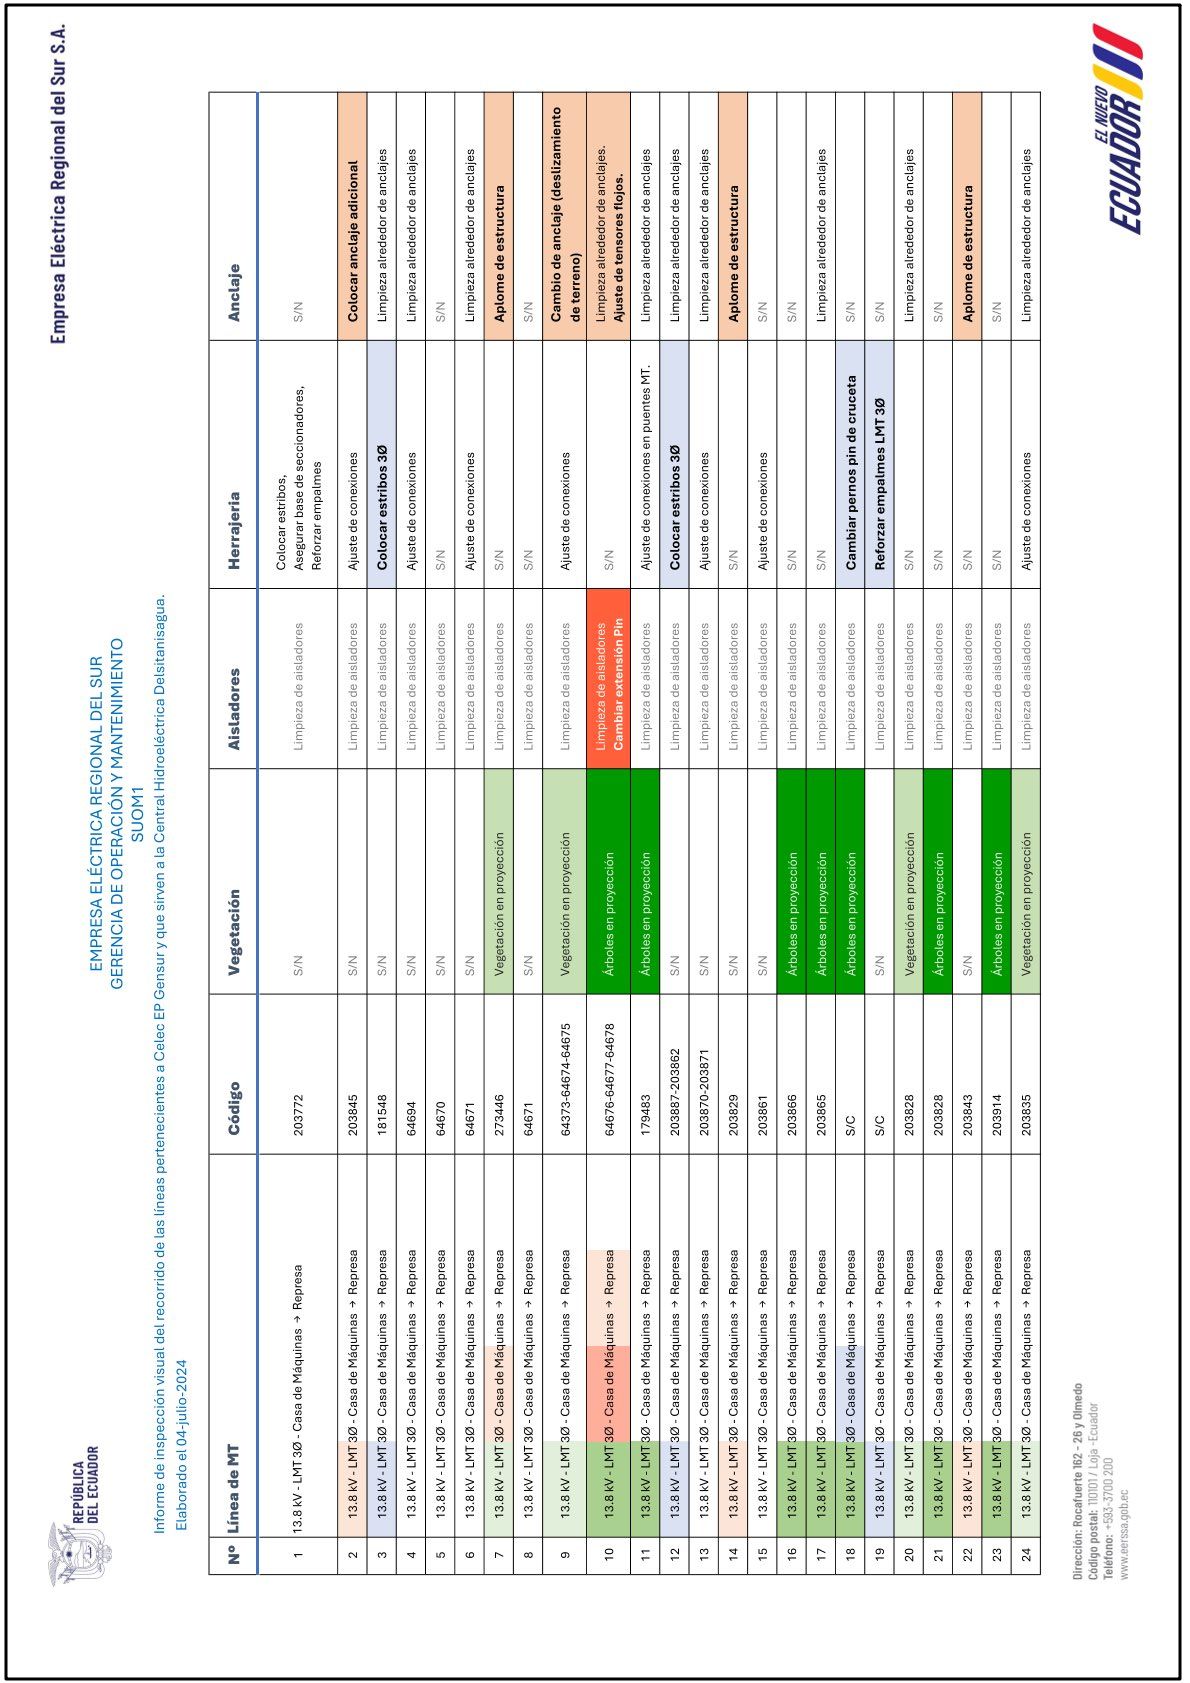 REPÚBLICA
DEL ECUADOR
Empresa Eléctrica Regional del Sur S.A.
EMPRESA ELÉCTRICA REGIONAL DEL SUR
GERENCIA DE OPERACIÓN Y MANTENIMIENTO
SUOM1
Informe de inspección visual del recorrido de las líneas pertenecientes a Celec EP Gensur y que sirven a la Central Hidroeléctrica Delsitanisagua.
Elaborado el 04-julio-2024
Nº Línea de MT Código Vegetación Aisladores Herrajeria Anclaje
1 13.8 kV - LMT 3Ø - Casa de Máquinas → Represa 203772 S/N Limpieza de aisladores Colocar estribos,
Asegurar base de seccionadores,
Reforzar empalmes S/N
2 13.8 kV - LMT 3Ø - Casa de Máquinas → Represa 203845 S/N Limpieza de aisladores Ajuste de conexiones Colocar anclaje adicional
3 13.8 kV - LMT 3Ø - Casa de Máquinas → Represa 181548 S/N Limpieza de aisladores Colocar estribos 3Ø Limpieza alrededor de anclajes
4 13.8 kV - LMT 3Ø - Casa de Máquinas → Represa 64694 S/N Limpieza de aisladores Ajuste de conexiones Limpieza alrededor de anclajes
5 13.8 kV - LMT 3Ø - Casa de Máquinas → Represa 64670 S/N Limpieza de aisladores S/N S/N
6 13.8 kV - LMT 3Ø - Casa de Máquinas → Represa 64671 S/N Limpieza de aisladores Ajuste de conexiones Limpieza alrededor de anclajes
7 13.8 kV - LMT 3Ø - Casa de Máquinas → Represa 273446 Vegetación en proyección Limpieza de aisladores S/N Aplome de estructura
8 13.8 kV - LMT 3Ø - Casa de Máquinas → Represa 64671 S/N Limpieza de aisladores S/N S/N
9 13.8 kV - LMT 3Ø - Casa de Máquinas → Represa 64373-64674-64675 Vegetación en proyección Limpieza de aisladores Ajuste de conexiones Cambio de anclaje (deslizamiento
de terreno)
10 13.8 kV - LMT 3Ø - Casa de Máquinas → Represa 64676-64677-64678 Árboles en proyección Limpieza de aisladores
Cambiar extensión Pin S/N Limpieza alrededor de anclajes.
Ajuste de tensores flojos.
11 13.8 kV - LMT 3Ø - Casa de Máquinas → Represa 179483 Árboles en proyección Limpieza de aisladores Ajuste de conexiones en puentes MT. Limpieza alrededor de anclajes
12 13.8 kV - LMT 3Ø - Casa de Máquinas → Represa 203887-203862 S/N Limpieza de aisladores Colocar estribos 3Ø Limpieza alrededor de anclajes
13 13.8 kV - LMT 3Ø - Casa de Máquinas → Represa 203870-203871 S/N Limpieza de aisladores Ajuste de conexiones Limpieza alrededor de anclajes
14 13.8 kV - LMT 3Ø - Casa de Máquinas → Represa 203829 S/N Limpieza de aisladores S/N Aplome de estructura
15 13.8 kV - LMT 3Ø - Casa de Máquinas → Represa 203861 S/N Limpieza de aisladores Ajuste de conexiones S/N
16 13.8 kV - LMT 3Ø - Casa de Máquinas → Represa 203866 Árboles en proyección Limpieza de aisladores S/N S/N
17 13.8 kV - LMT 3Ø - Casa de Máquinas → Represa 203865 Árboles en proyección Limpieza de aisladores S/N Limpieza alrededor de anclajes
18 13.8 kV - LMT 3Ø - Casa de Máquinas → Represa S/C Árboles en proyección Limpieza de aisladores Cambiar pernos pin de cruceta S/N
19 13.8 kV - LMT 3Ø - Casa de Máquinas → Represa S/C S/N Limpieza de aisladores Reforzar empalmes LMT 3Ø S/N
20 13.8 kV - LMT 3Ø - Casa de Máquinas → Represa 203828 Vegetación en proyección Limpieza de aisladores S/N Limpieza alrededor de anclajes
21 13.8 kV - LMT 3Ø - Casa de Máquinas → Represa 203828 Árboles en proyección Limpieza de aisladores S/N S/N
22 13.8 kV - LMT 3Ø - Casa de Máquinas → Represa 203843 S/N Limpieza de aisladores S/N Aplome de estructura
23 13.8 kV - LMT 3Ø - Casa de Máquinas → Represa 203914 Árboles en proyección Limpieza de aisladores S/N S/N
24 13.8 kV - LMT 3Ø - Casa de Máquinas → Represa 203835 Vegetación en proyección Limpieza de aisladores Ajuste de conexiones Limpieza alrededor de anclajes
Dirección: Rocafuerte 162 - 26 y Olmedo
Código postal: 110101 / Loja -Ecuador
Teléfono: +593-3700 200
www.eerssa.gob.ec
EL NUEVO
ECUADOR